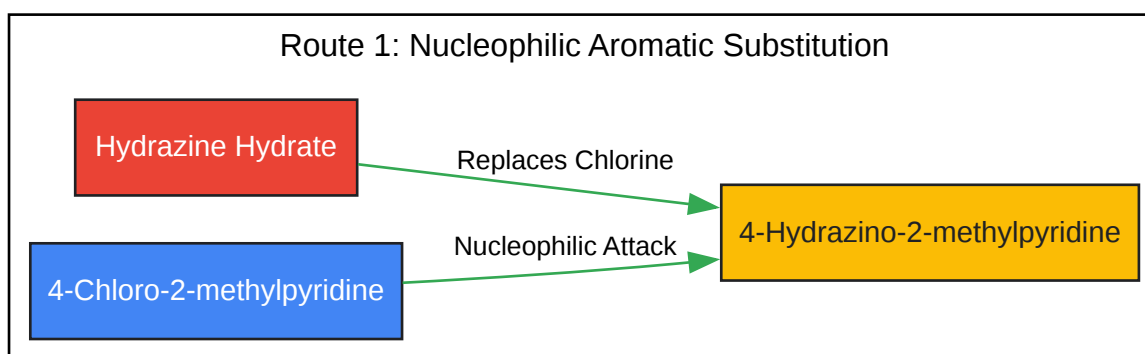 Route 1: Nucleophilic Aromatic Substitution
Hydrazine Hydrate
Replaces Chlorine
4-Hydrazino-2-methylpyridine
Nucleophilic Attack
4-Chloro-2-methylpyridine